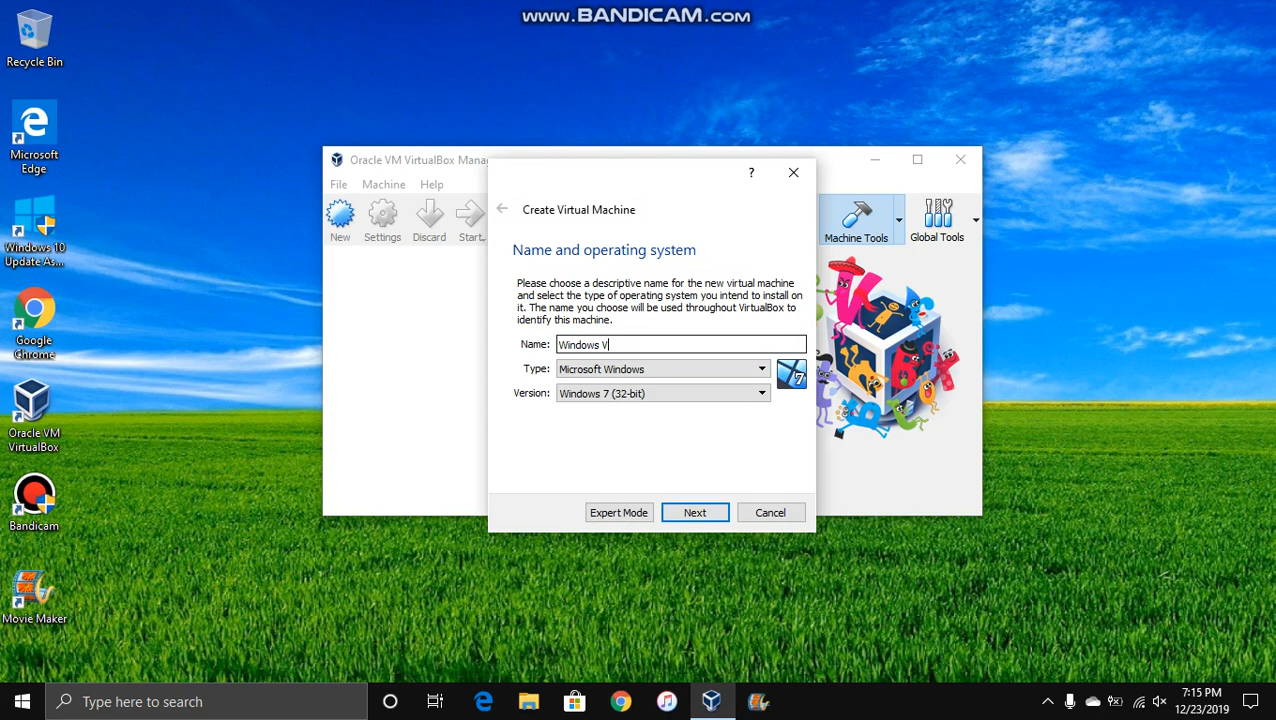 www.BANDICAM.com
Recycle Bin
Microsoft
Edge
Windows 10
Update As...
Google
Chrome
Oracle VM
VirtualBox
Bandicam
Movie Maker
Oracle VM VirtualBox Mana
File Machine Help
New Settings Discard Start..
Machine Tools Global Tools
?
Create Virtual Machine
Name and operating system
Please choose a descriptive name for the new virtual machine
and select the type of operating system you intend to install on
it. The name you choose will be used throughout VirtualBox to
identify this machine.
Name: Windows V
Type: Microsoft Windows
7
Version: Windows 7 (32-bit)
Expert Mode Next Cancel
Type here to search
7:15 PM
12/23/2019